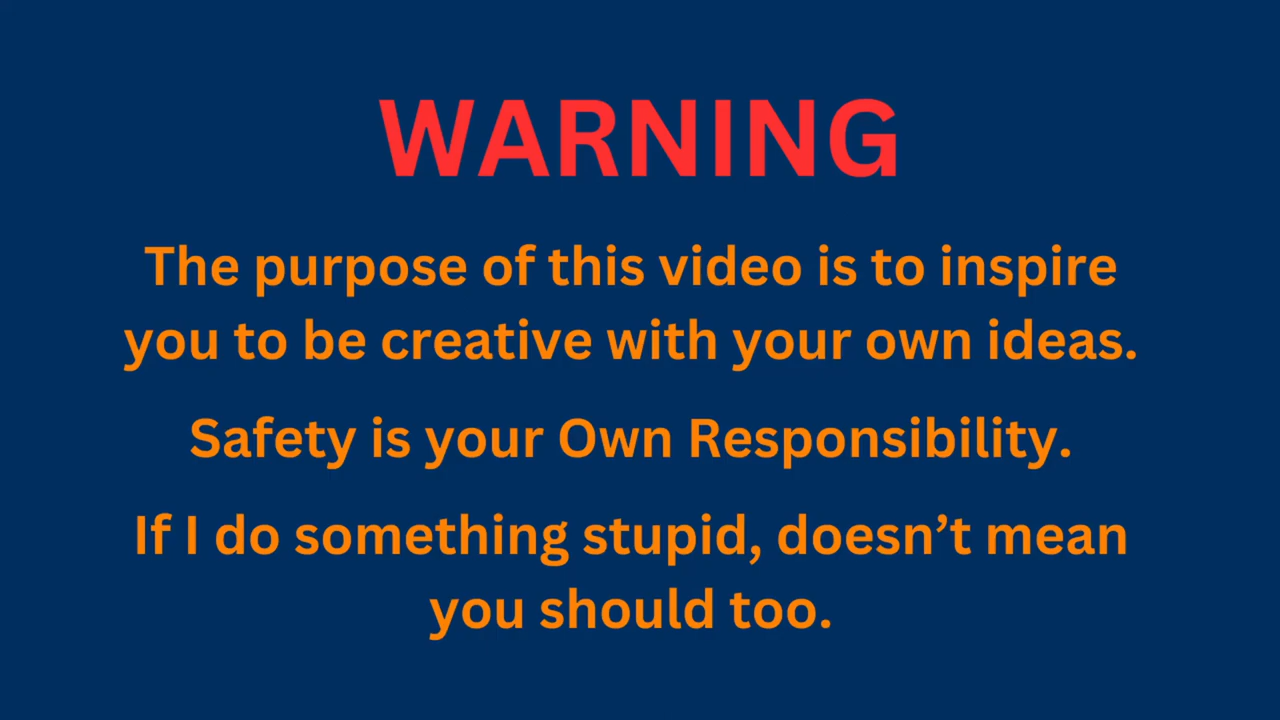 WARNING
The purpose of this video is to inspire
you to be creative with your own ideas.
Safety is your Own Responsibility.
If I do something stupid, doesn’t mean
you should too.